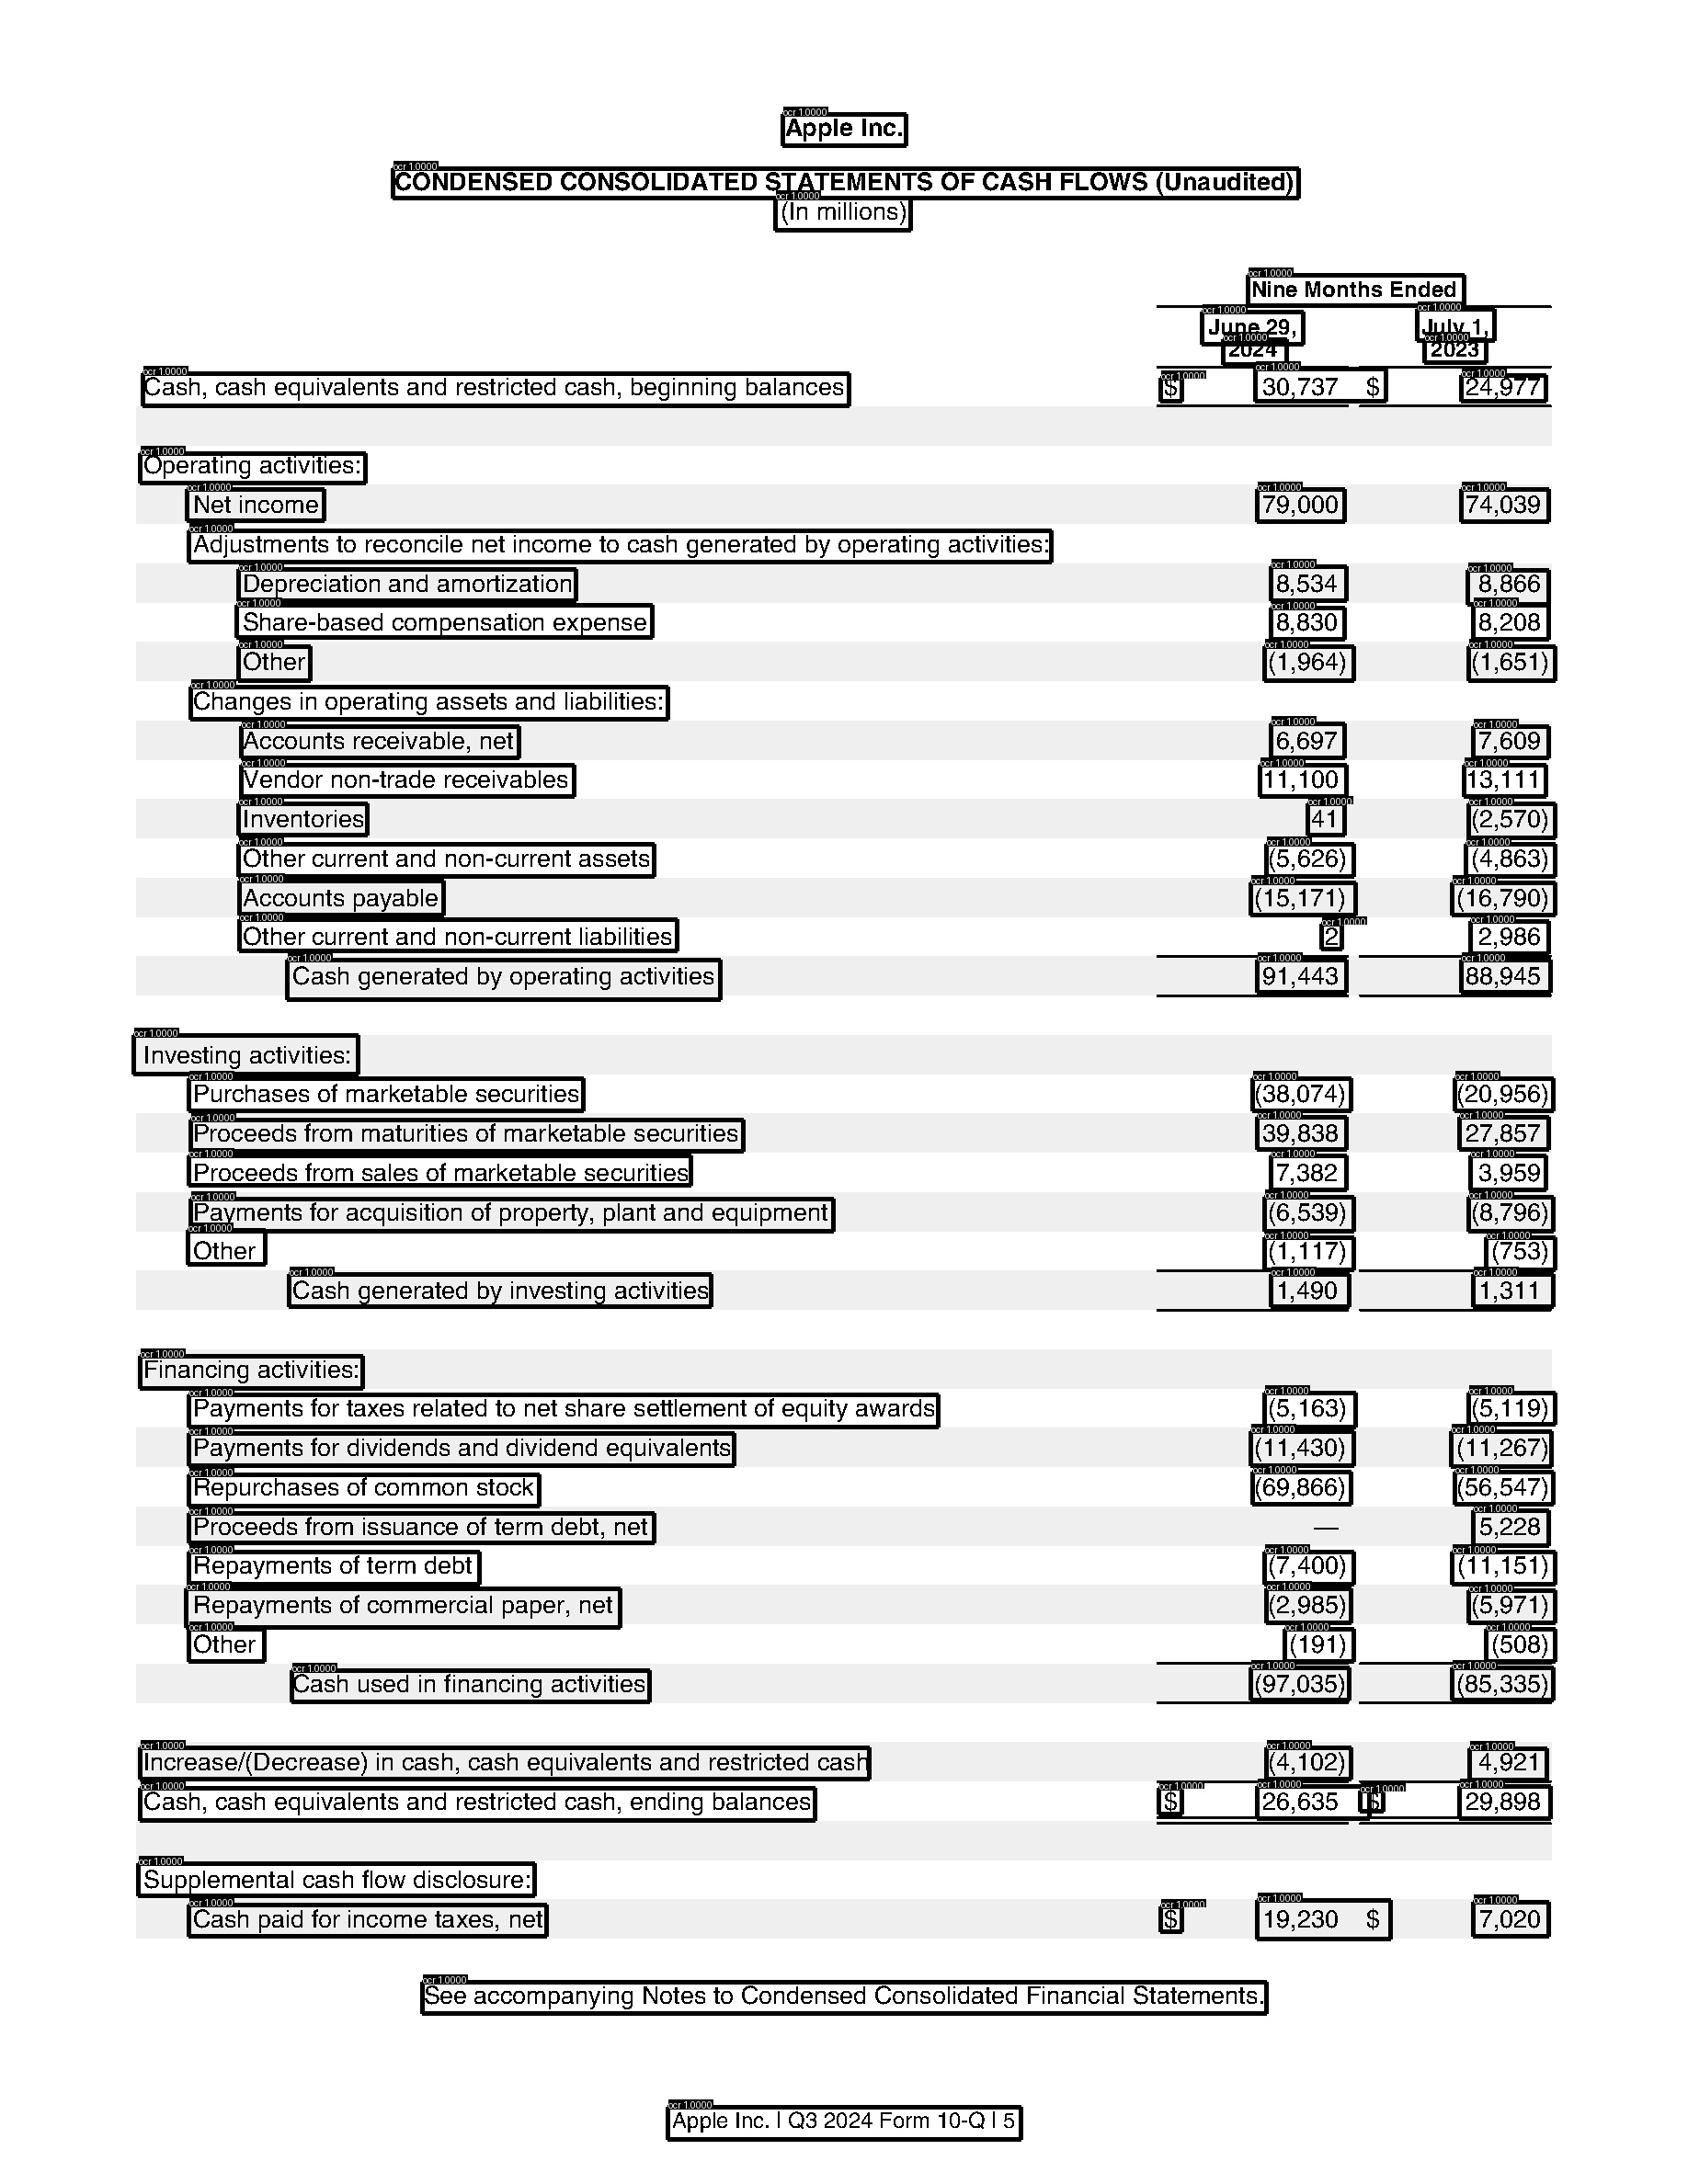 Apple Inc.
CONDENSED CONSOLIDATED STATEMENTS OF CASH FLOWS (Unaudited)
(In millions)
Nine Months Ended
June 29, 2024 July 1, 2023
Cash, cash equivalents and restricted cash, beginning balances $ 30,737 $ 24,977
Operating activities:
Net income 79,000 74,039
Adjustments to reconcile net income to cash generated by operating activities:
Depreciation and amortization 8,534 8,866
Share-based compensation expense 8,830 8,208
Other (1,964) (1,651)
Changes in operating assets and liabilities:
Accounts receivable, net 6,697 7,609
Vendor non-trade receivables 11,100 13,111
Inventories 41 (2,570)
Other current and non-current assets (5,626) (4,863)
Accounts payable (15,171) (16,790)
Other current and non-current liabilities 2 2,986
Cash generated by operating activities 91,443 88,945
Investing activities:
Purchases of marketable securities (38,074) (20,956)
Proceeds from maturities of marketable securities 39,838 27,857
Proceeds from sales of marketable securities 7,382 3,959
Payments for acquisition of property, plant and equipment (6,539) (8,796)
Other (1,117) (753)
Cash generated by investing activities 1,490 1,311
Financing activities:
Payments for taxes related to net share settlement of equity awards (5,163) (5,119)
Payments for dividends and dividend equivalents (11,430) (11,267)
Repurchases of common stock (69,866) (56,547)
Proceeds from issuance of term debt, net — 5,228
Repayments of term debt (7,400) (11,151)
Repayments of commercial paper, net (2,985) (5,971)
Other (191) (508)
Cash used in financing activities (97,035) (85,335)
Increase/(Decrease) in cash, cash equivalents and restricted cash (4,102) 4,921
Cash, cash equivalents and restricted cash, ending balances $ 26,635 $ 29,898
Supplemental cash flow disclosure:
Cash paid for income taxes, net $ 19,230 $ 7,020
See accompanying Notes to Condensed Consolidated Financial Statements.
Apple Inc. | Q3 2024 Form 10-Q | 5